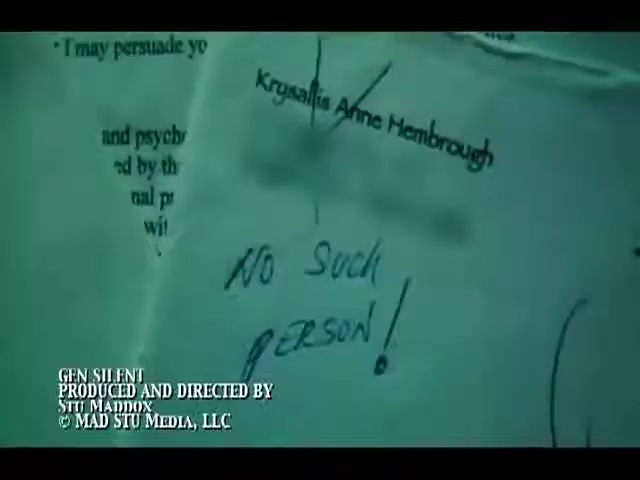 • I may persuade yo
Krysallis Anne Hembrough
and psych
ed by th
nal p
wit
No Such
PERSON!
GEN SILENT
PRODUCED AND DIRECTED BY
STU MADDOX
© MAD STU MEDIA, LLC